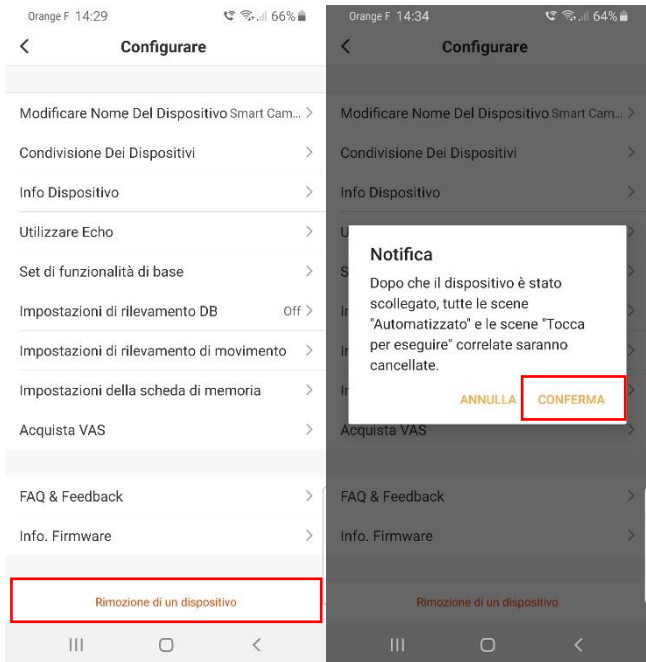 Orange F 14:29
66%
Configurare
Modificare Nome Del Dispositivo Smart Cam...
Condivisione Dei Dispositivi
Info Dispositivo
Utilizzare Echo
Set di funzionalità di base
Impostazioni di rilevamento DB Off
Impostazioni di rilevamento di movimento
Impostazioni della scheda di memoria
Acquista VAS
FAQ & Feedback
Info. Firmware
Rimozione di un dispositivo
Orange F 14:34
64%
Configurare
Modificare Nome Del Dispositivo Smart Cam...
Condivisione Dei Dispositivi
Info Dispositivo
Notifica
Dopo che il dispositivo è stato
scollegato, tutte le scene
"Automatizzato" e le scene "Tocca
per eseguire" correlate saranno
cancellate.
ANNULLA CONFERMA
Acquista VAS
FAQ & Feedback
Info. Firmware
Rimozione di un dispositivo